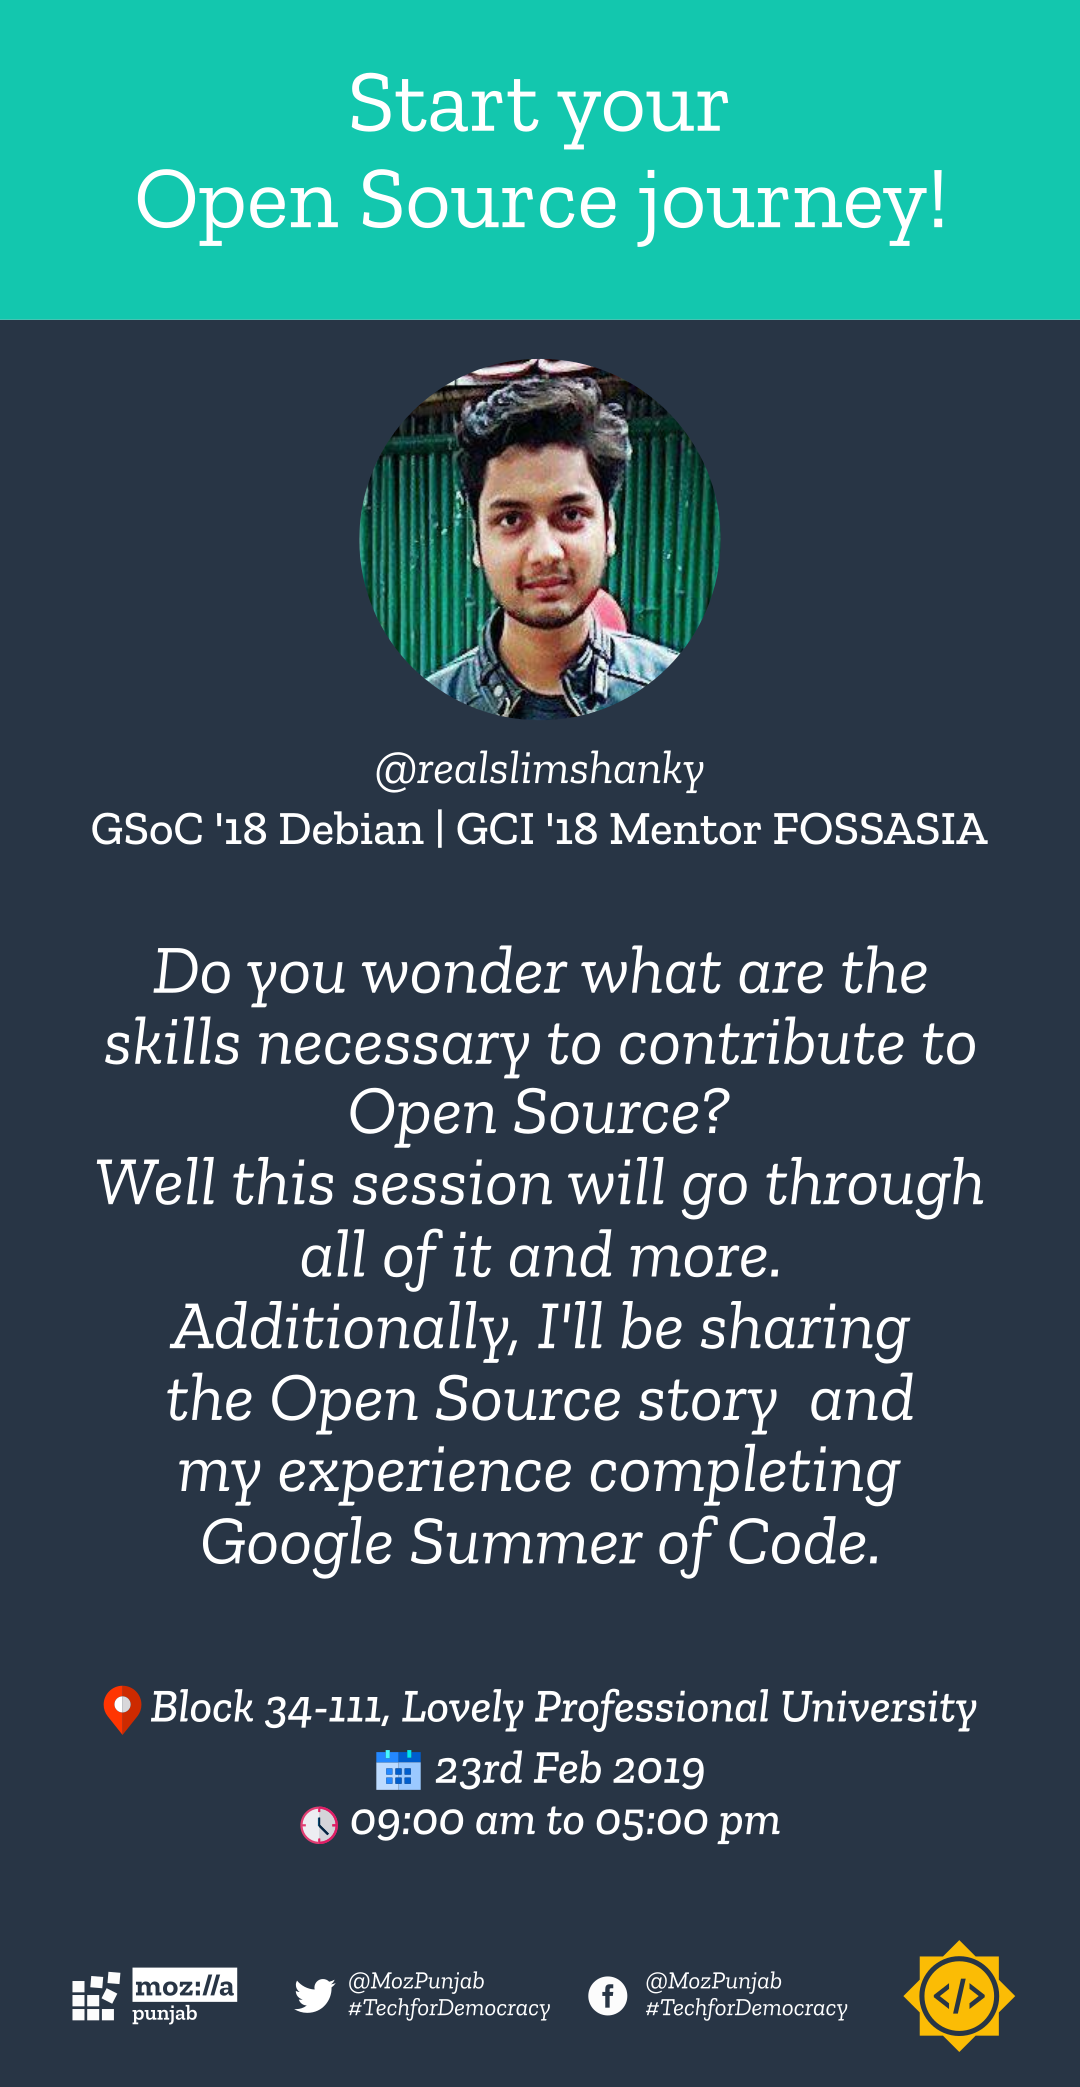 Start your
Open Source journey!
@realslimshanky
GSoC '18 Debian | GCI '18 Mentor FOSSASIA
Do you wonder what are the
skills necessary to contribute to
Open Source?
Well this session will go through
all of it and more.
Additionally, I'll be sharing
the Open Source story  and
my experience completing
Google Summer of Code.
Block 34-111, Lovely Professional University
23rd Feb 2019
09:00 am to 05:00 pm
moz://a
punjab
@MozPunjab
#TechforDemocracy
@MozPunjab
#TechforDemocracy
</>